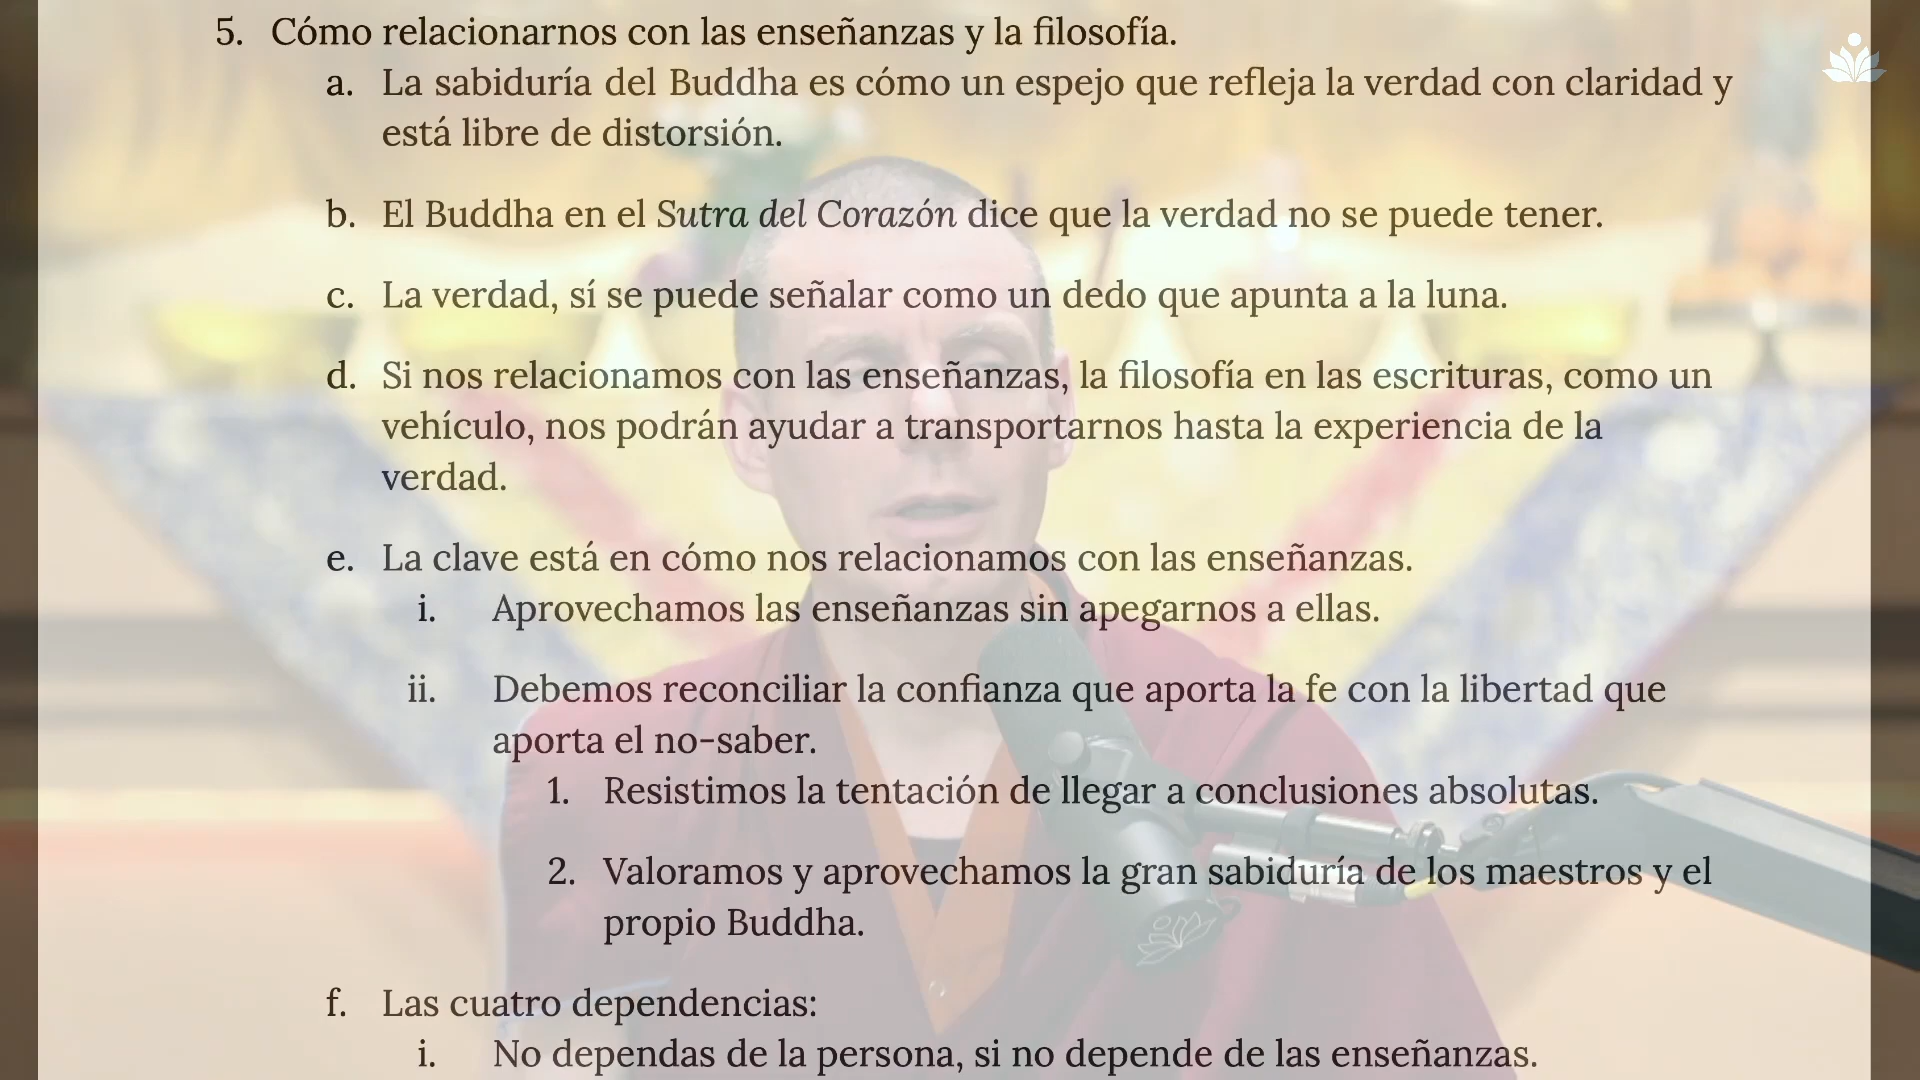 5. Cómo relacionarnos con las enseñanzas y la filosofía.
a. La sabiduría del Buddha es cómo un espejo que refleja la verdad con claridad y
está libre de distorsión.
b. El Buddha en el Sutra del Corazón dice que la verdad no se puede tener.
c. La verdad, sí se puede señalar como un dedo que apunta a la luna.
d. Si nos relacionamos con las enseñanzas, la filosofía en las escrituras, como un
vehículo, nos podrán ayudar a transportarnos hasta la experiencia de la
verdad.
e. La clave está en cómo nos relacionamos con las enseñanzas.
i. Aprovechamos las enseñanzas sin apegarnos a ellas.
ii. Debemos reconciliar la confianza que aporta la fe con la libertad que
aporta el no-saber.
1. Resistimos la tentación de llegar a conclusiones absolutas.
2. Valoramos y aprovechamos la gran sabiduría de los maestros y el
propio Buddha.
f. Las cuatro dependencias:
i. No dependas de la persona, si no depende de las enseñanzas.